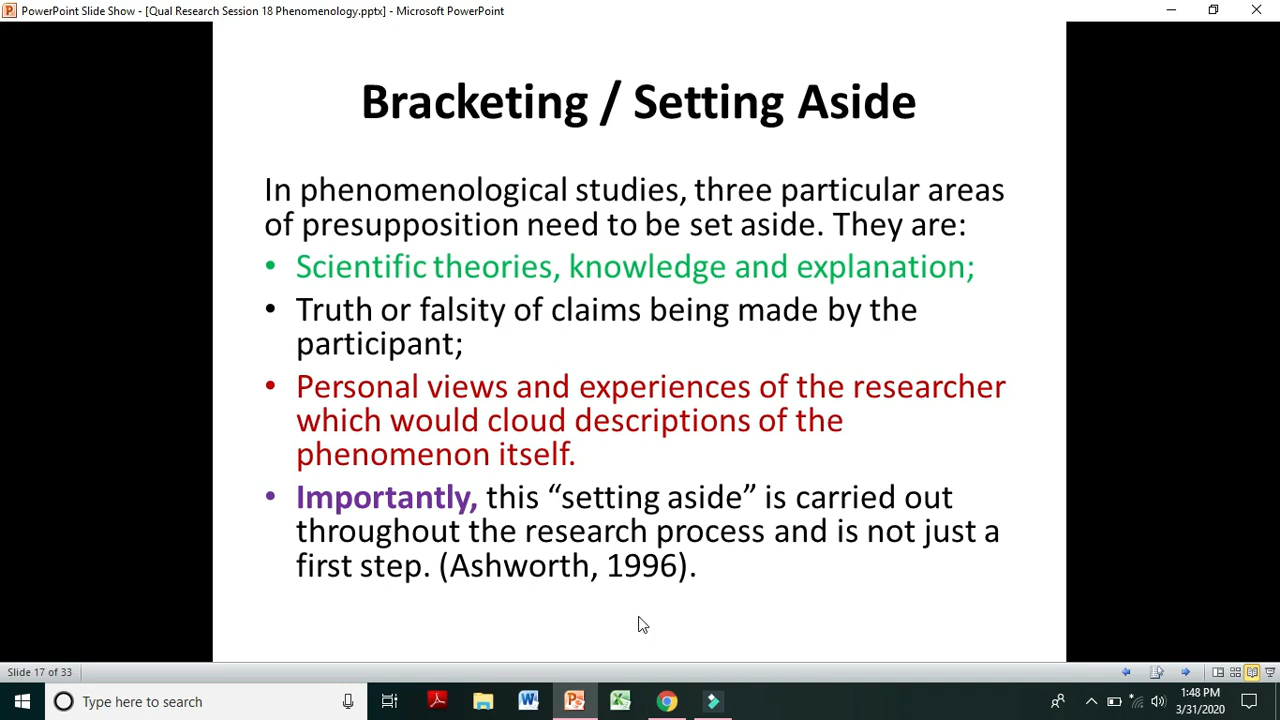 PowerPoint Slide Show - [Qual Research Session 18 Phenomenology.pptx] - Microsoft PowerPoint
Bracketing / Setting Aside
In phenomenological studies, three particular areas
of presupposition need to be set aside. They are:
• Scientific theories, knowledge and explanation;
• Truth or falsity of claims being made by the
participant;
• Personal views and experiences of the researcher
which would cloud descriptions of the
phenomenon itself.
• Importantly, this “setting aside” is carried out
throughout the research process and is not just a
first step. (Ashworth, 1996).
Slide 17 of 33
Type here to search
1:48 PM
3/31/2020